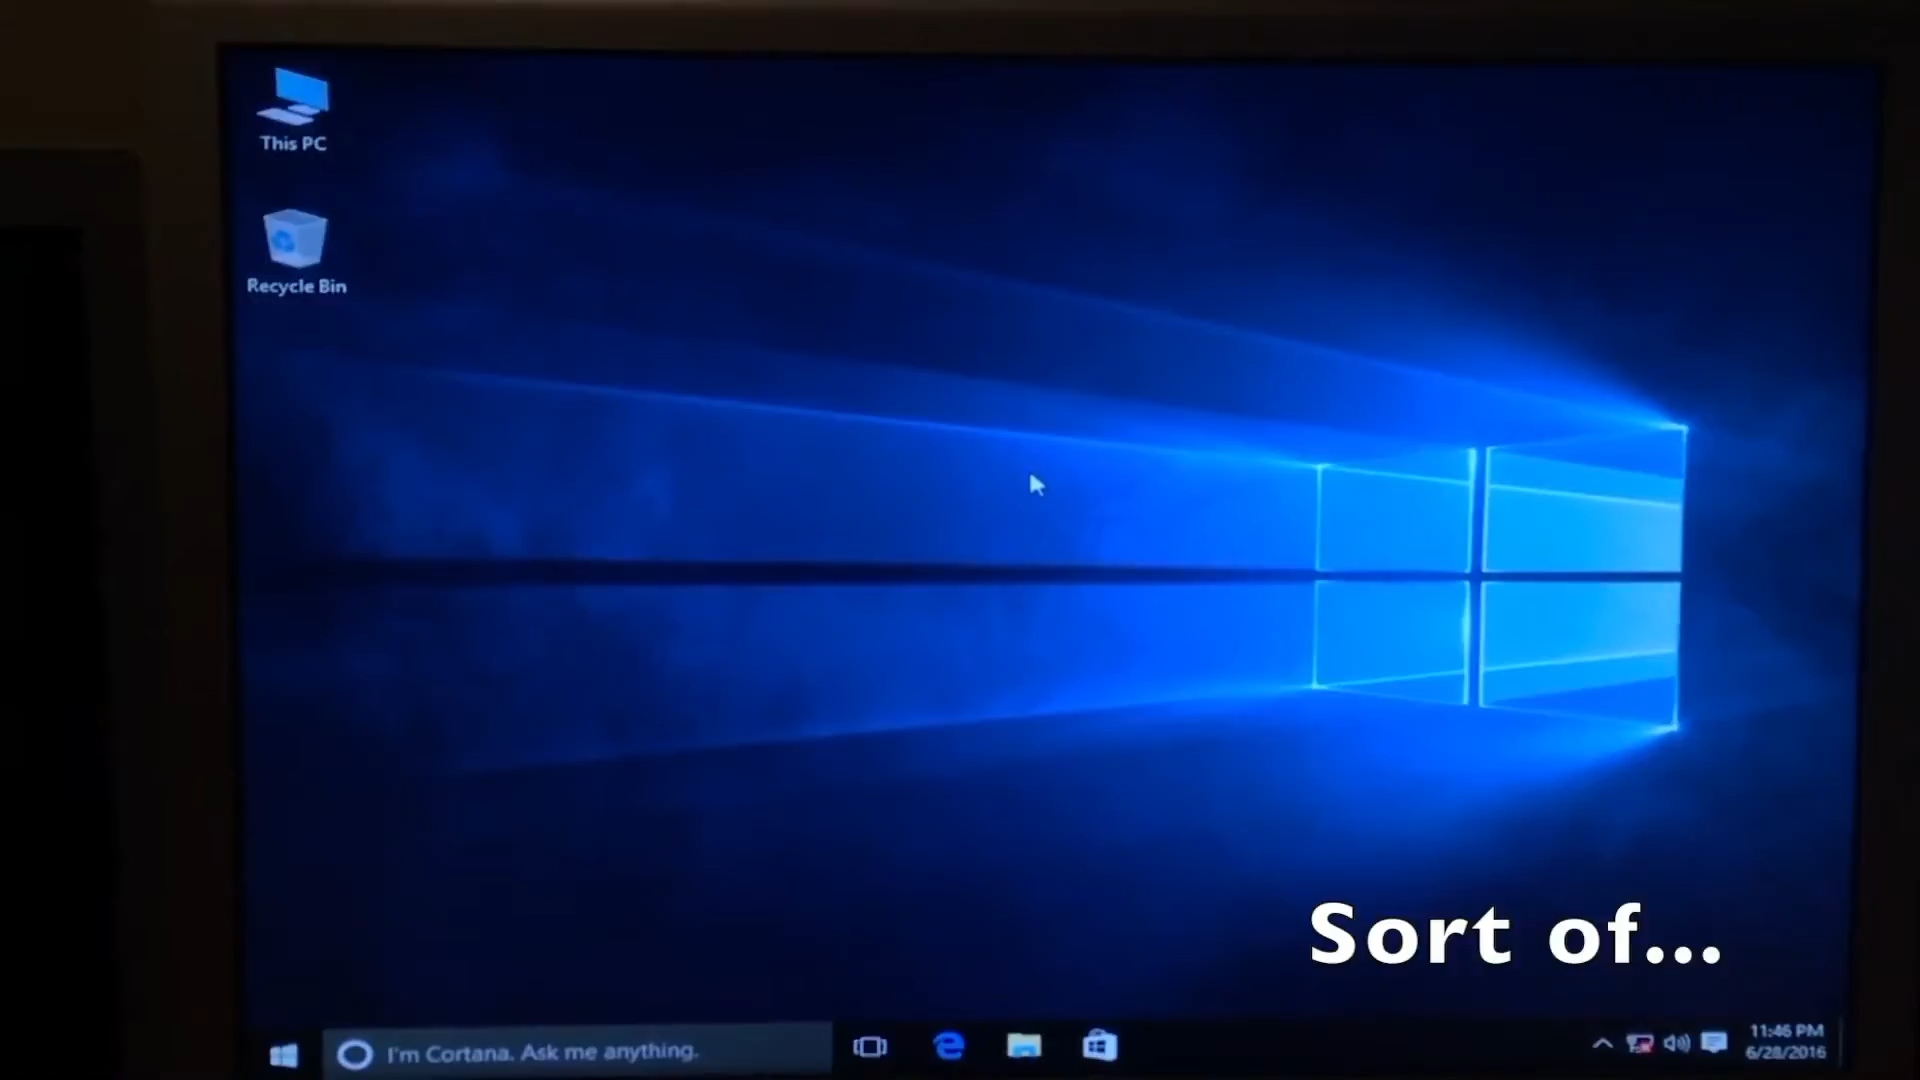 This PC
Recycle Bin
Sort of...
I'm Cortana. Ask me anything.
11:46 PM
6/28/2016